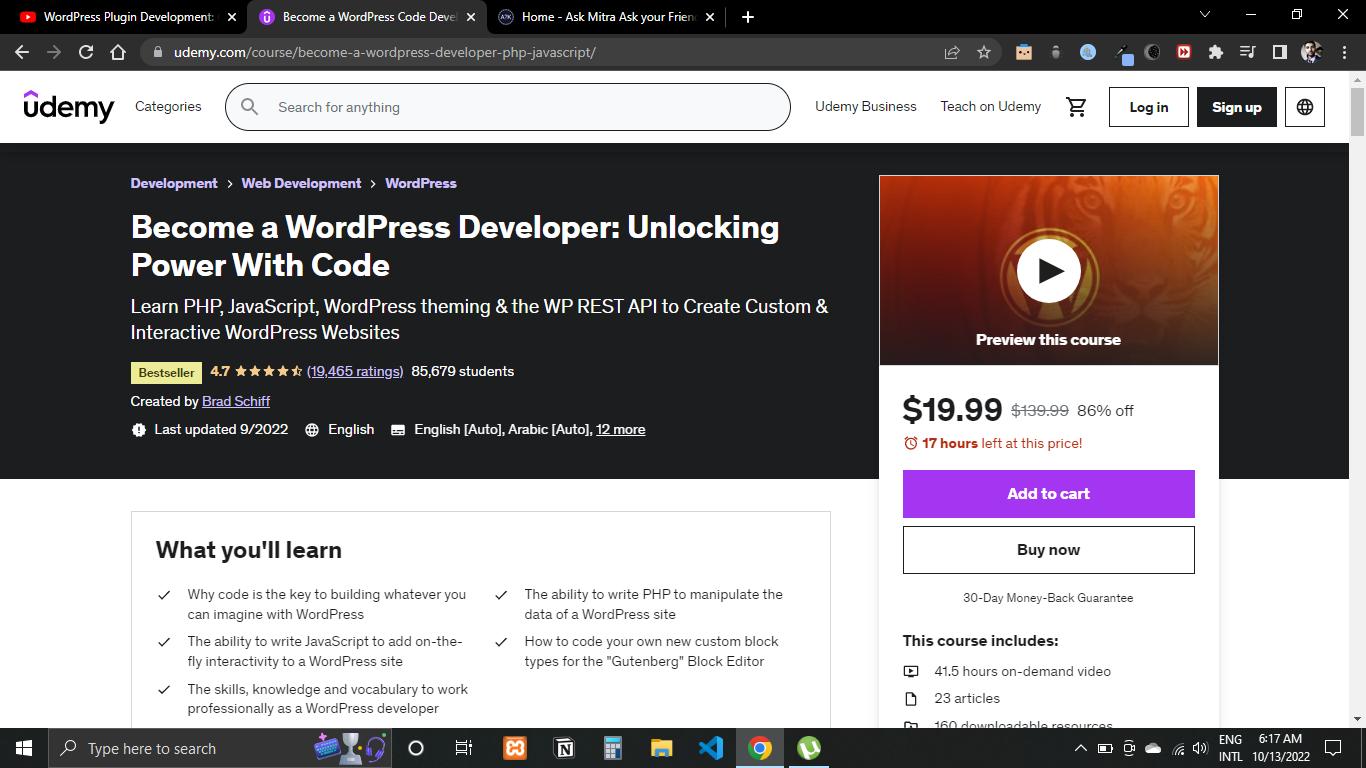 WordPress Plugin Development:
Become a WordPress Code Devel
Home - Ask Mitra Ask your Frien
udemy.com/course/become-a-wordpress-developer-php-javascript/
udemy
Categories
Search for anything
Udemy Business
Teach on Udemy
Log in
Sign up
Development > Web Development > WordPress
Become a WordPress Developer: Unlocking
Power With Code
Learn PHP, JavaScript, WordPress theming & the WP REST API to Create Custom &
Interactive WordPress Websites
Bestseller 4.7 (19,465 ratings) 85,679 students
Created by Brad Schiff
Last updated 9/2022 English English [Auto], Arabic [Auto], 12 more
Preview this course
$19.99 $139.99 86% off
17 hours left at this price!
Add to cart
Buy now
30-Day Money-Back Guarantee
This course includes:
41.5 hours on-demand video
23 articles
160 downloadable resources
What you'll learn
Why code is the key to building whatever you
can imagine with WordPress
The ability to write JavaScript to add on-the-
fly interactivity to a WordPress site
The skills, knowledge and vocabulary to work
professionally as a WordPress developer
The ability to write PHP to manipulate the
data of a WordPress site
How to code your own new custom block
types for the "Gutenberg" Block Editor
Type here to search
ENG
INTL
6:17 AM
10/13/2022